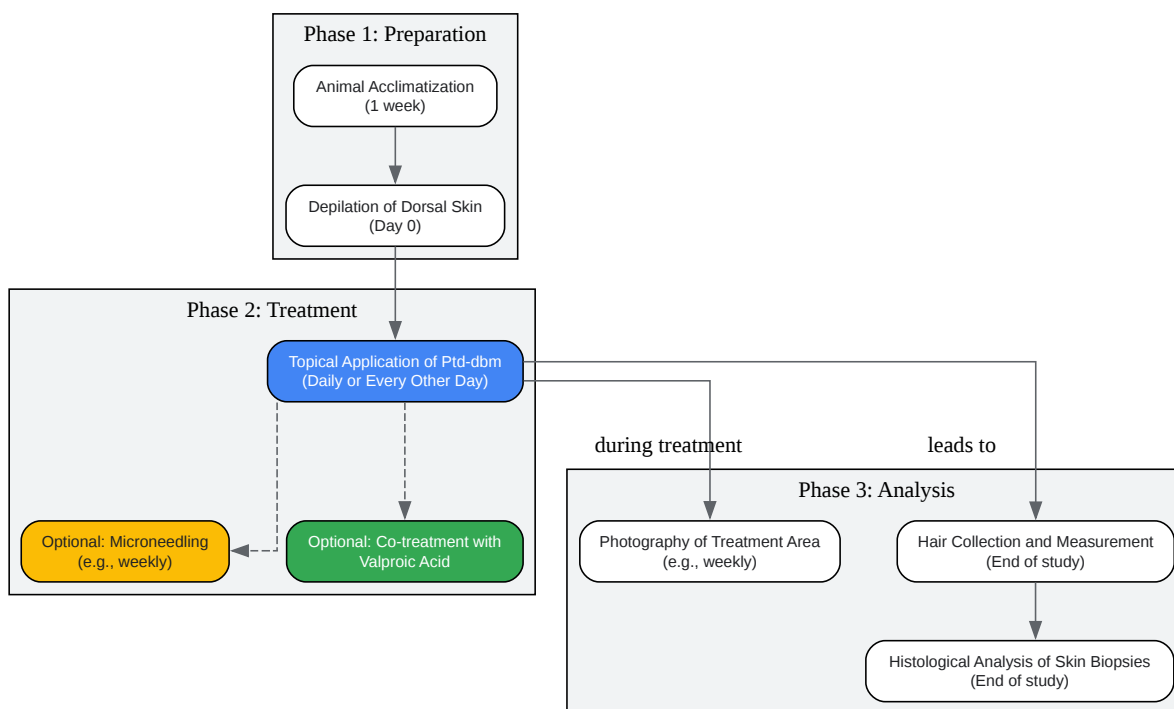 Phase 1: Preparation
Animal Acclimatization
(1 week)
Depilation of Dorsal Skin
(Day 0)
Phase 2: Treatment
Topical Application of Ptd-dbm
(Daily or Every Other Day)
Optional: Microneedling
(e.g., weekly)
Optional: Co-treatment with
Valproic Acid
during treatment
leads to
Phase 3: Analysis
Photography of Treatment Area
(e.g., weekly)
Hair Collection and Measurement
(End of study)
Histological Analysis of Skin Biopsies
(End of study)